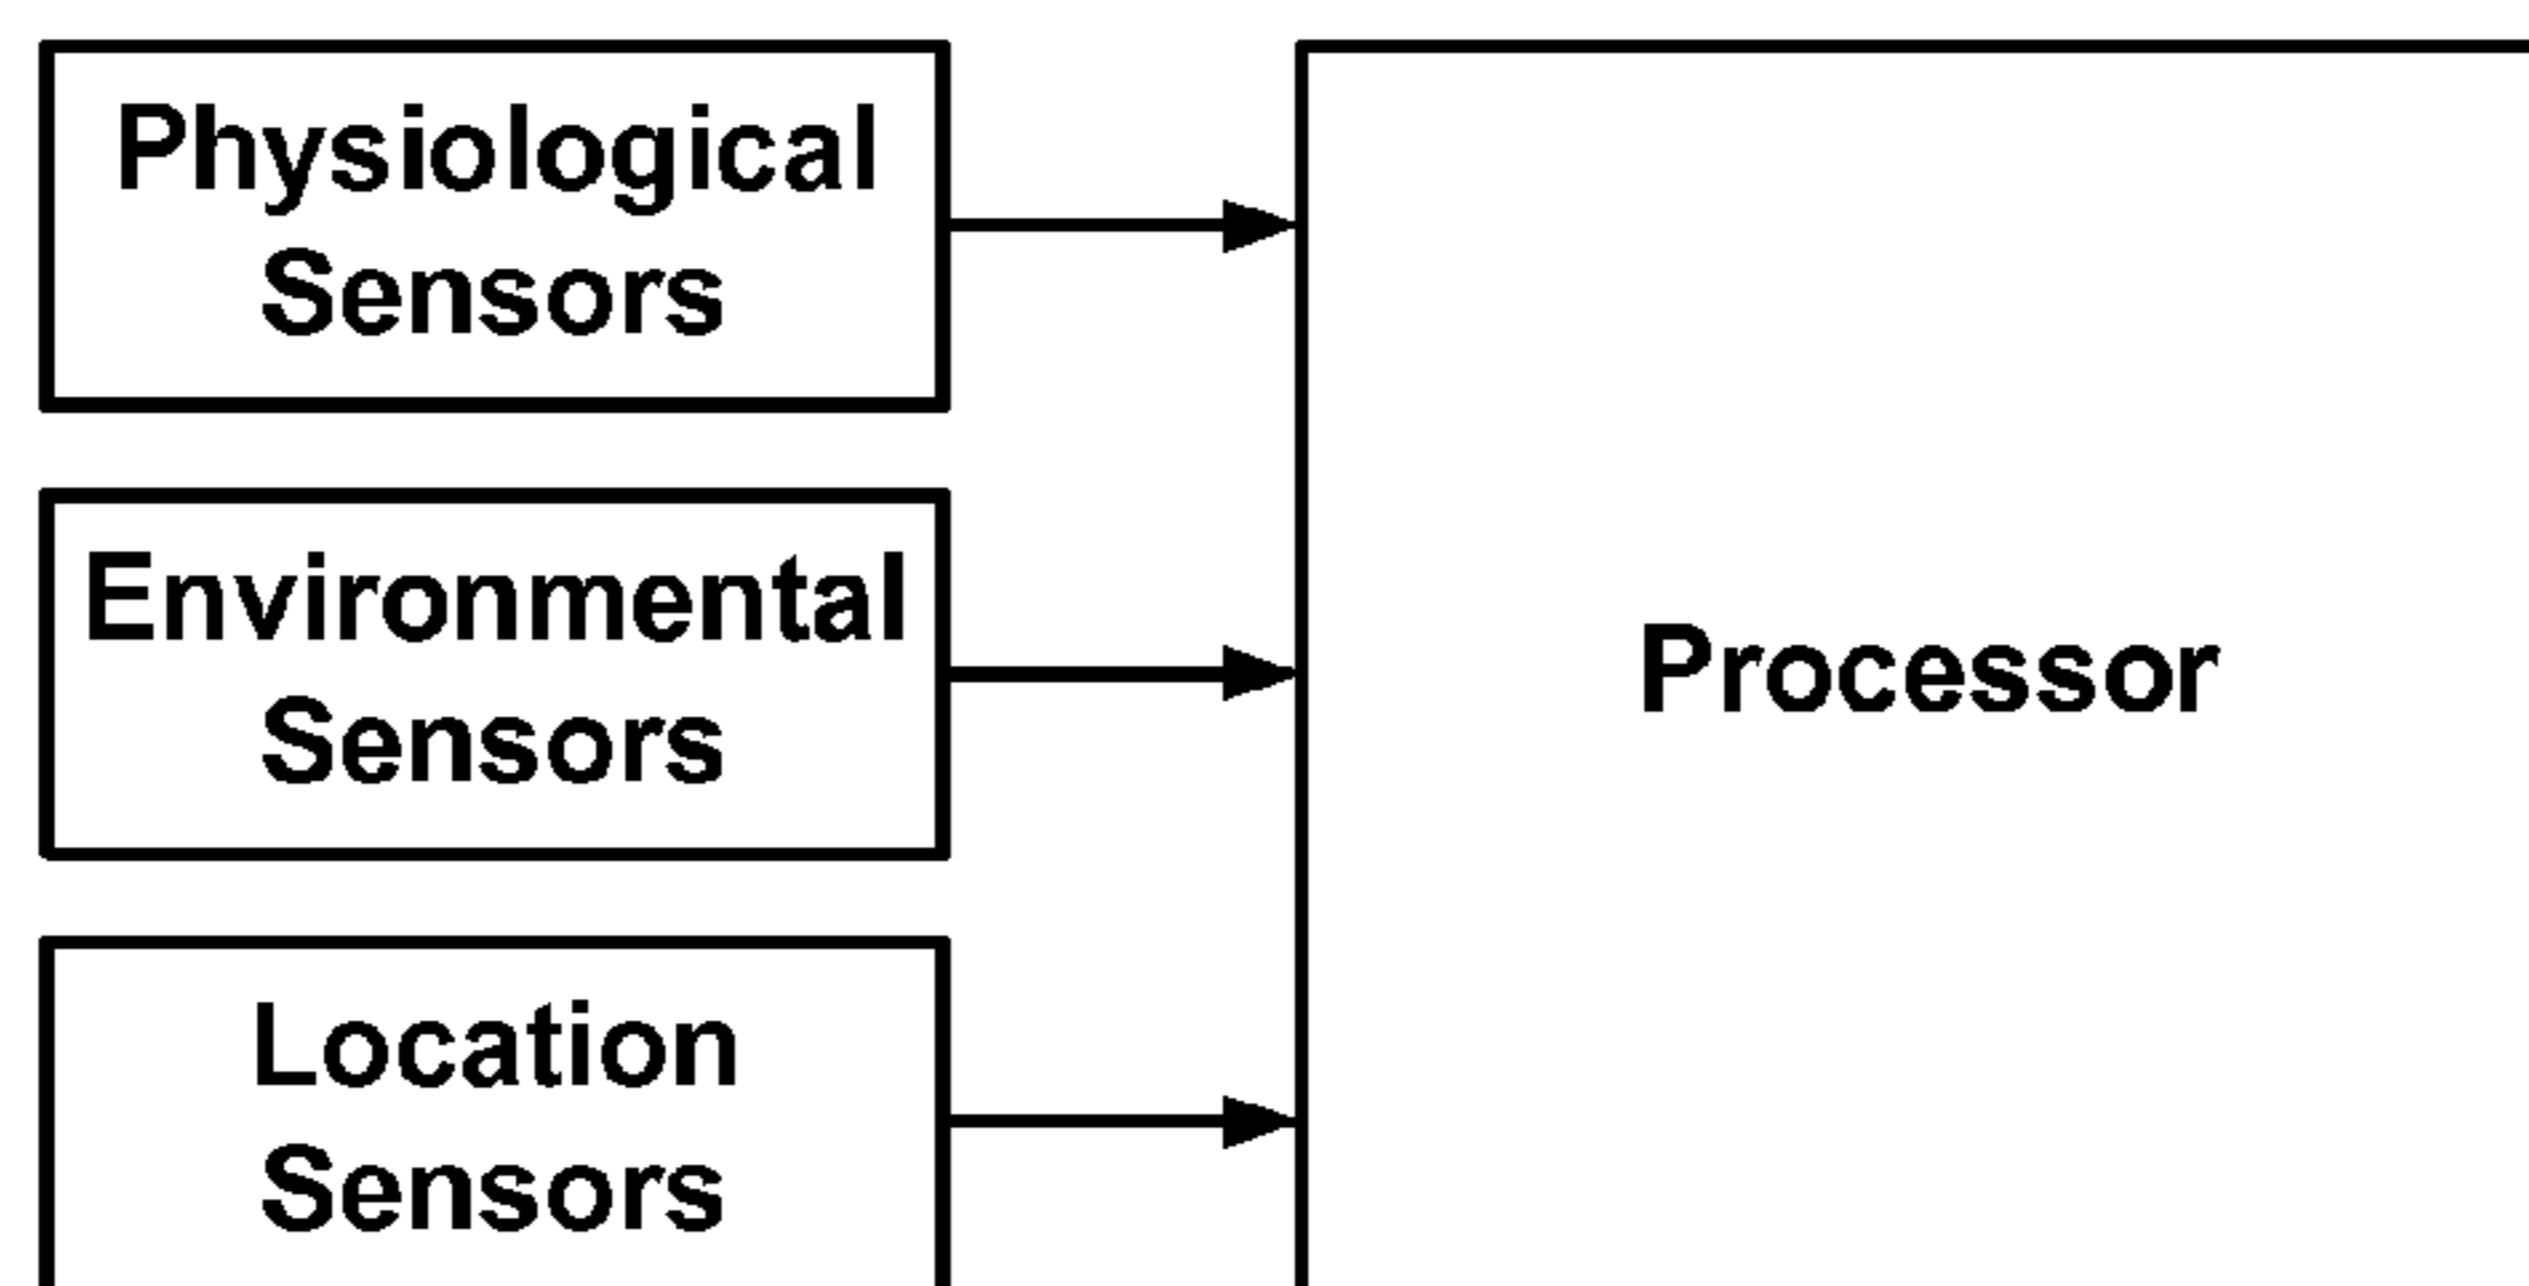 Physiological
Sensors
Environmental
Sensors
Processor
Location
Sensors